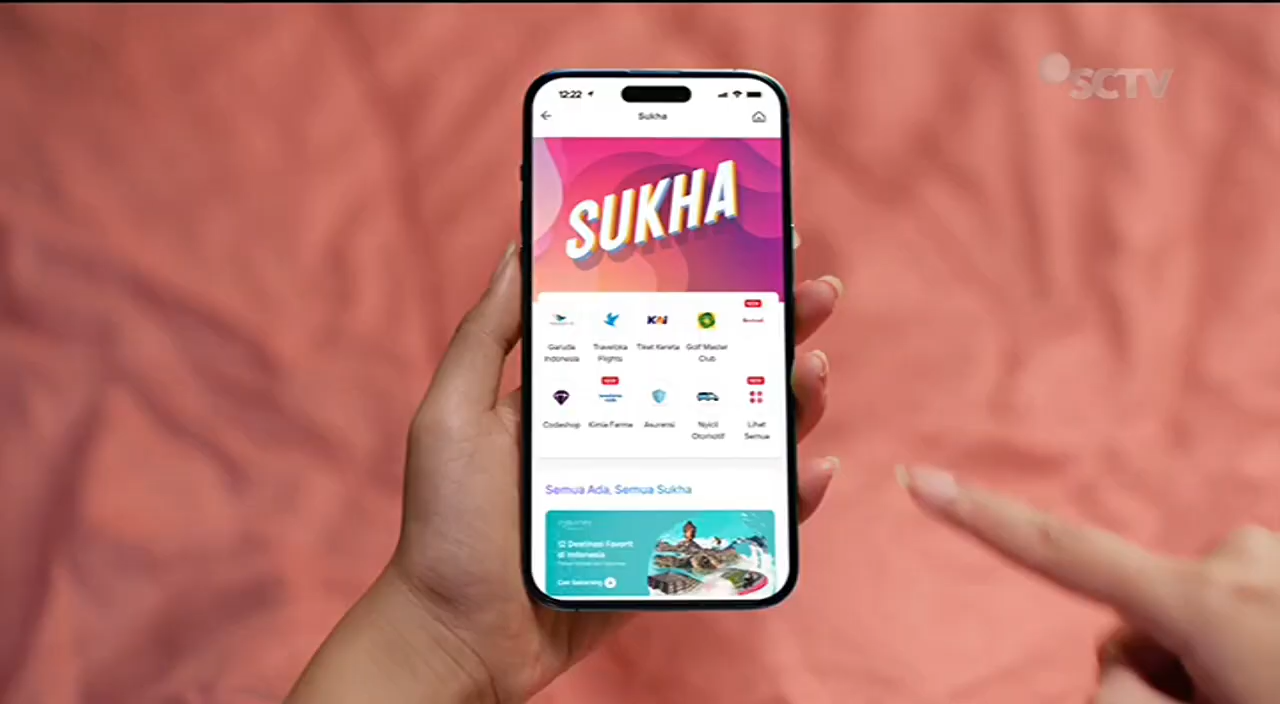 SCTV
12:22
Sukha
SUKHA
NEW
KAI
Garuda
Indonesia
Traveloka
Flights
Tiket Kereta
Golf Master
Club
NEW
NEW
Codashop
Kimia Farma
Asuransi
Nyicil
Otomotif
Lihat
Semua
Semua Ada, Semua Sukha
12 Destinasi Favorit
di Indonesia
Cari Sekarang